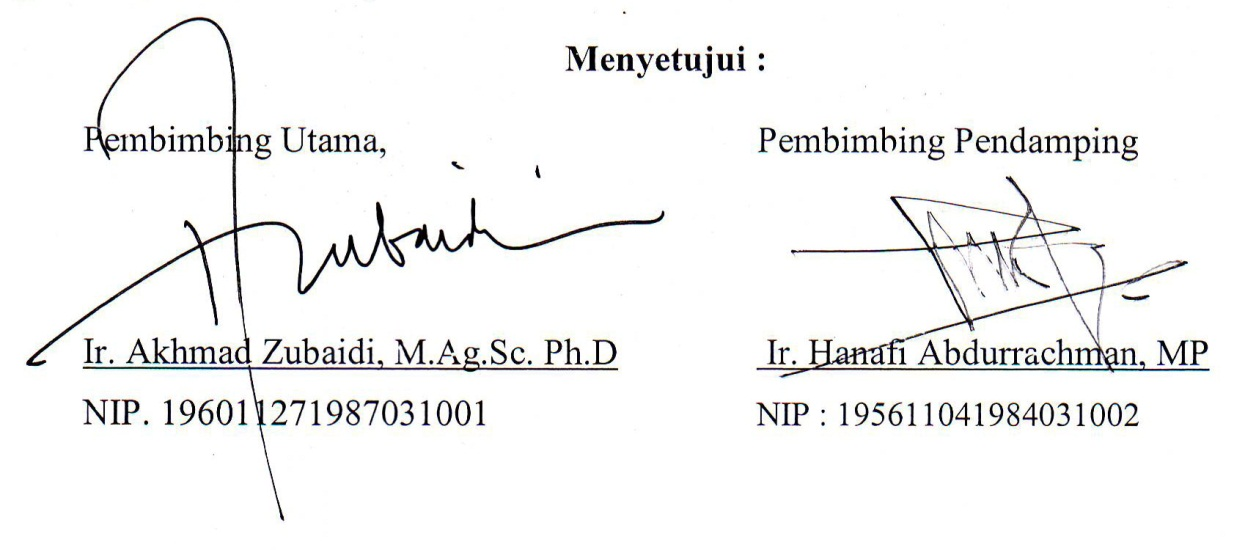 Menyetujui :
Pembimbing Utama,
Pembimbing Pendamping
Zubaidi
Ir. Akhmad Zubaidi, M.Ag.Sc. Ph.D
Ir. Hanafi Abdurrachman, MP
NIP. 196011271987031001
NIP : 195611041984031002